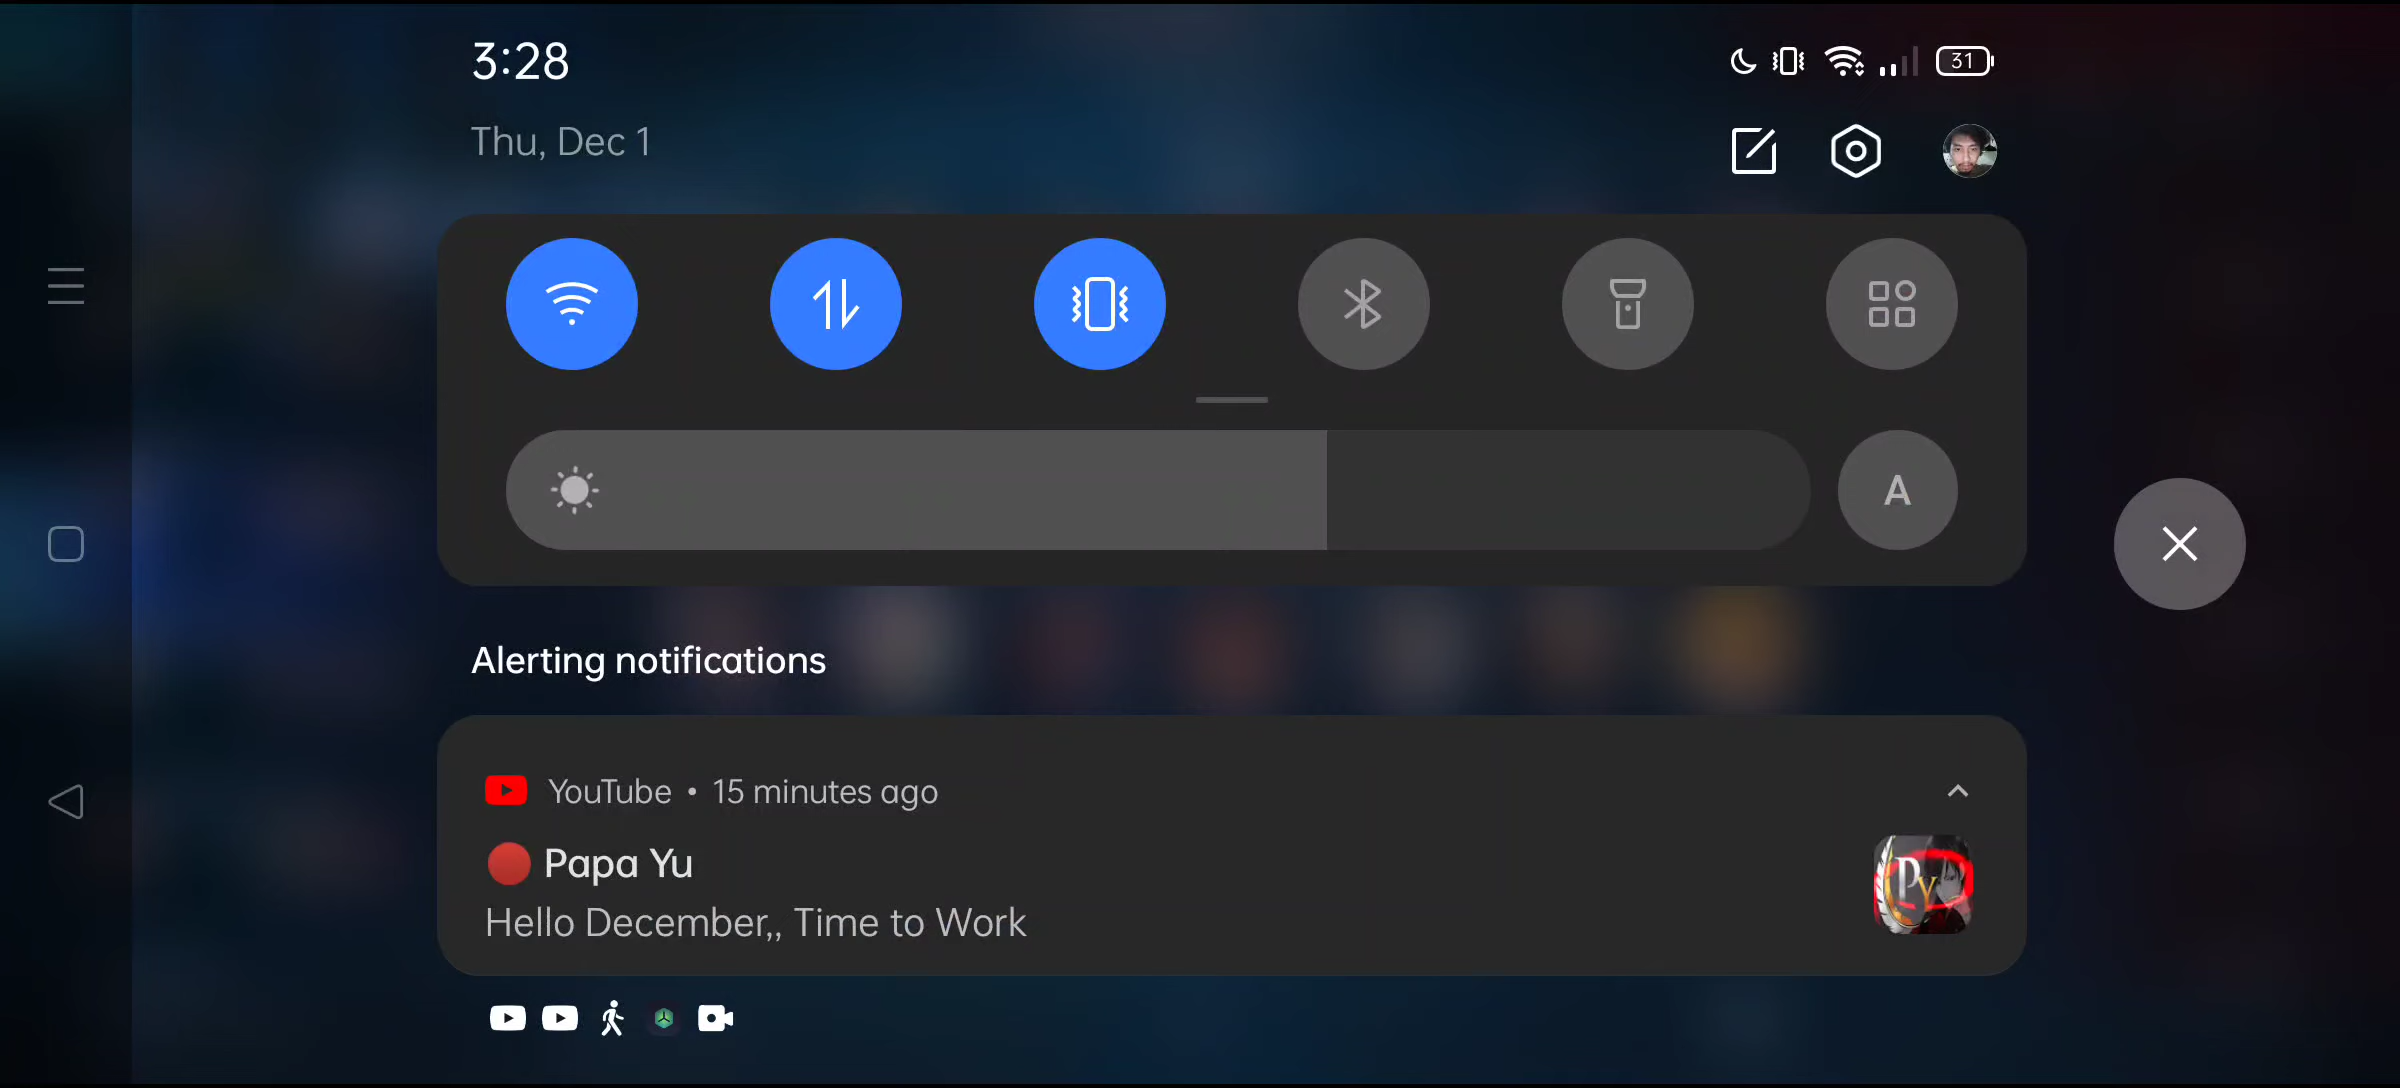 3:28
31
Thu, Dec 1
A
Alerting notifications
YouTube • 15 minutes ago
Papa Yu
PY
Hello December,, Time to Work